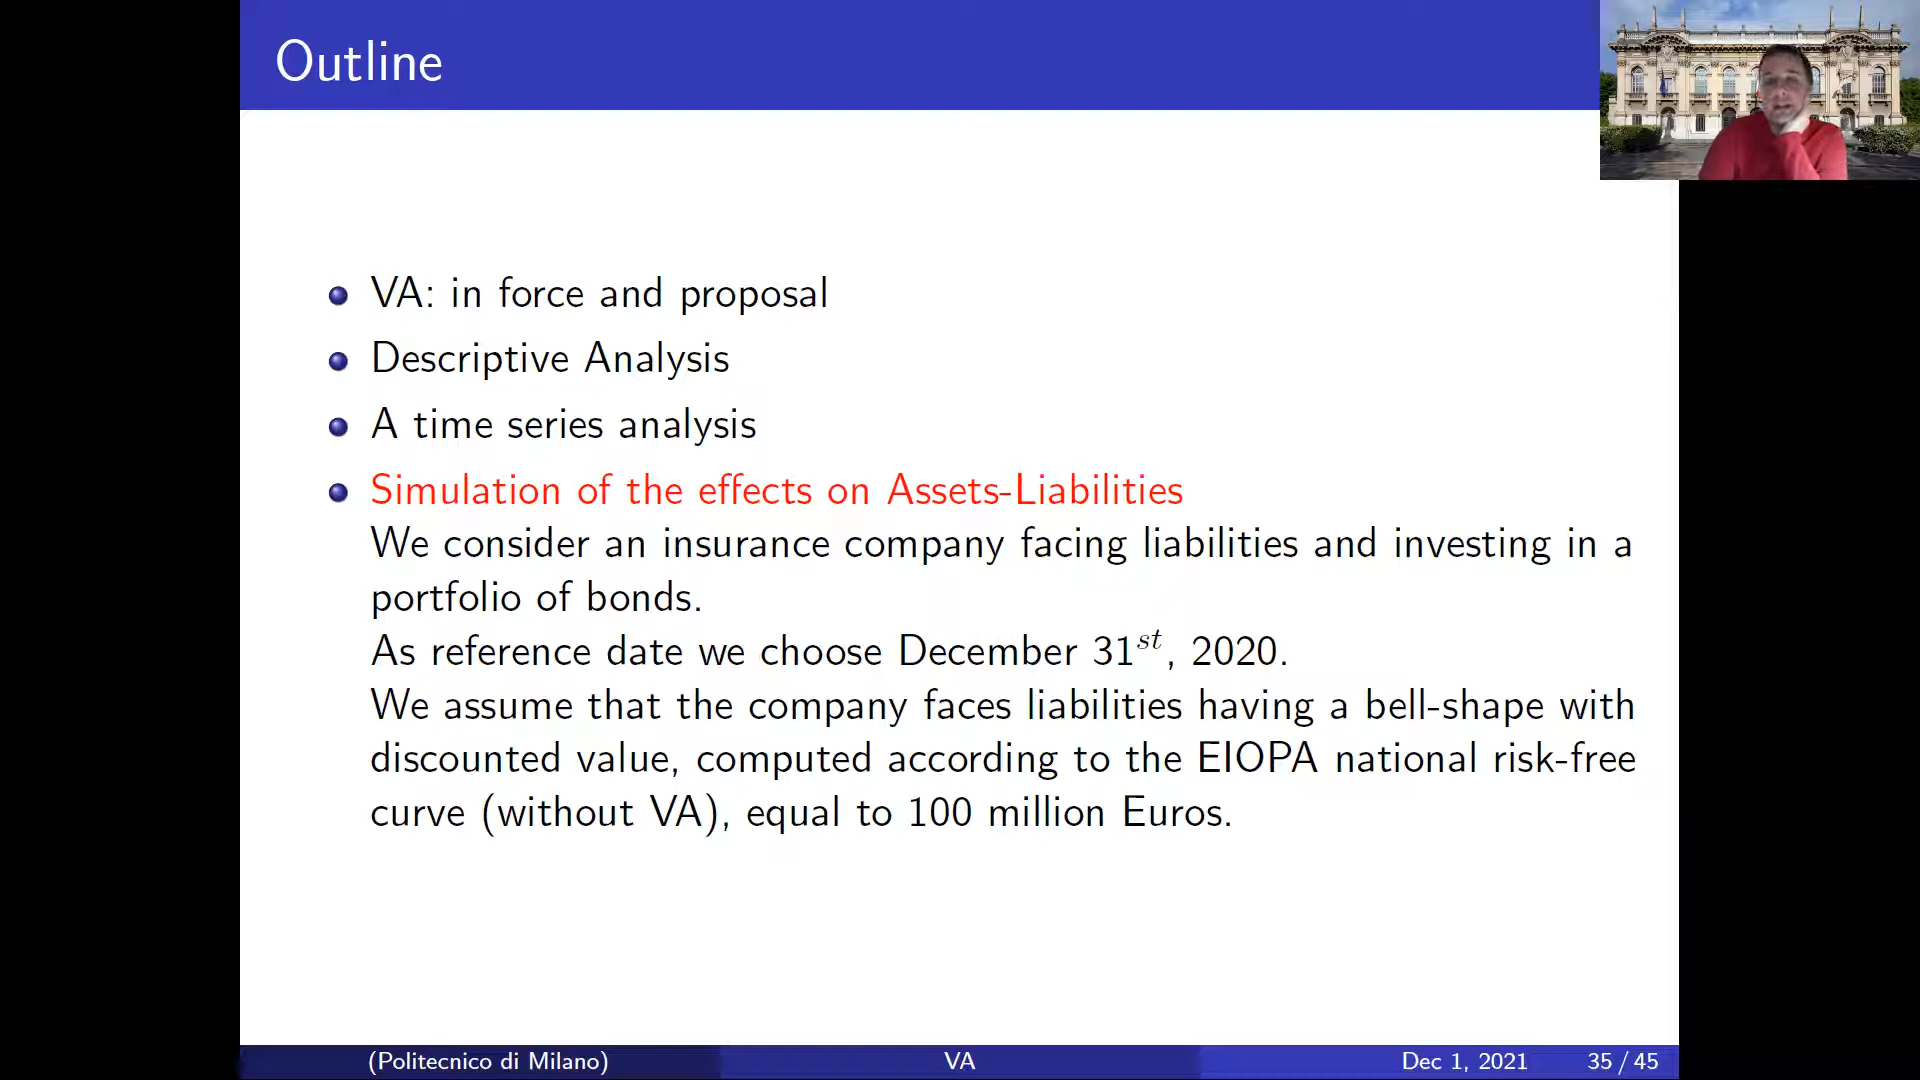 Outline
VA: in force and proposal
Descriptive Analysis
A time series analysis
Simulation of the effects on Assets-Liabilities
We consider an insurance company facing liabilities and investing in a
portfolio of bonds.
As reference date we choose December 31st, 2020.
We assume that the company faces liabilities having a bell-shape with
discounted value, computed according to the EIOPA national risk-free
curve (without VA), equal to 100 million Euros.
(Politecnico di Milano) VA Dec 1, 2021 35 / 45